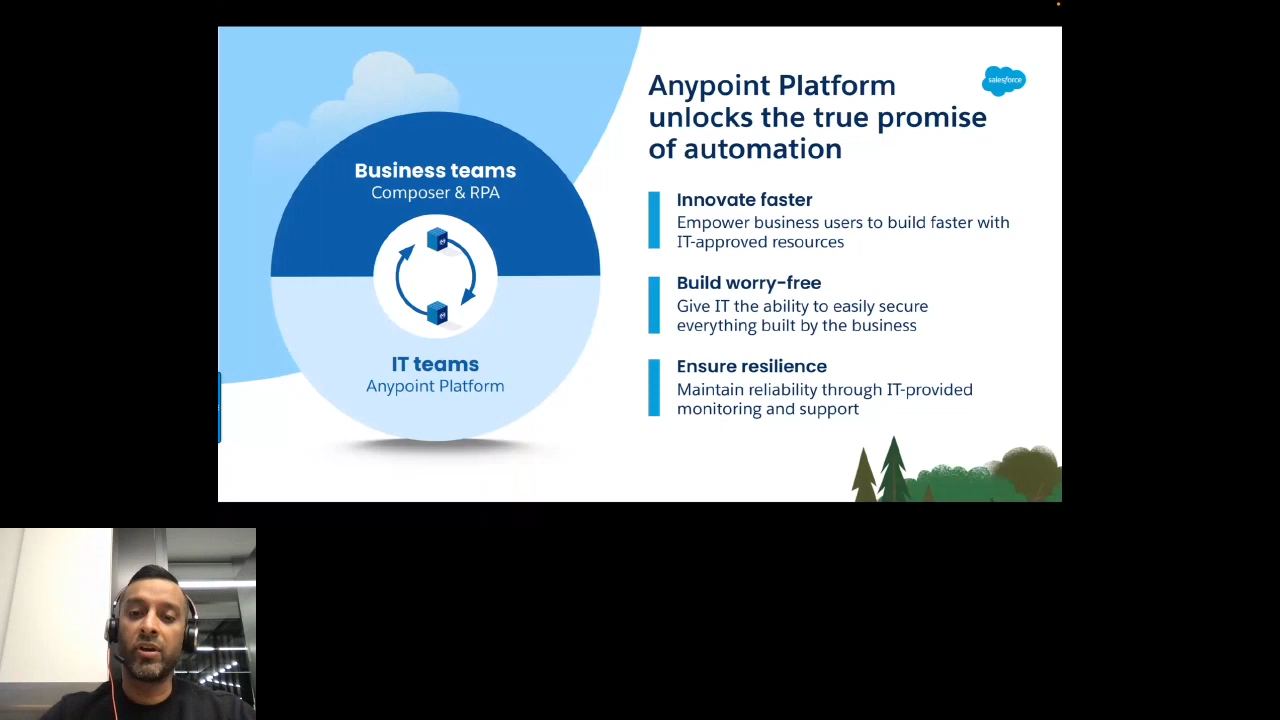 Business teams
Composer & RPA
IT teams
Anypoint Platform
Anypoint Platform
unlocks the true promise
of automation
salesforce
Innovate faster
Empower business users to build faster with
IT-approved resources
Build worry-free
Give IT the ability to easily secure
everything built by the business
Ensure resilience
Maintain reliability through IT-provided
monitoring and support